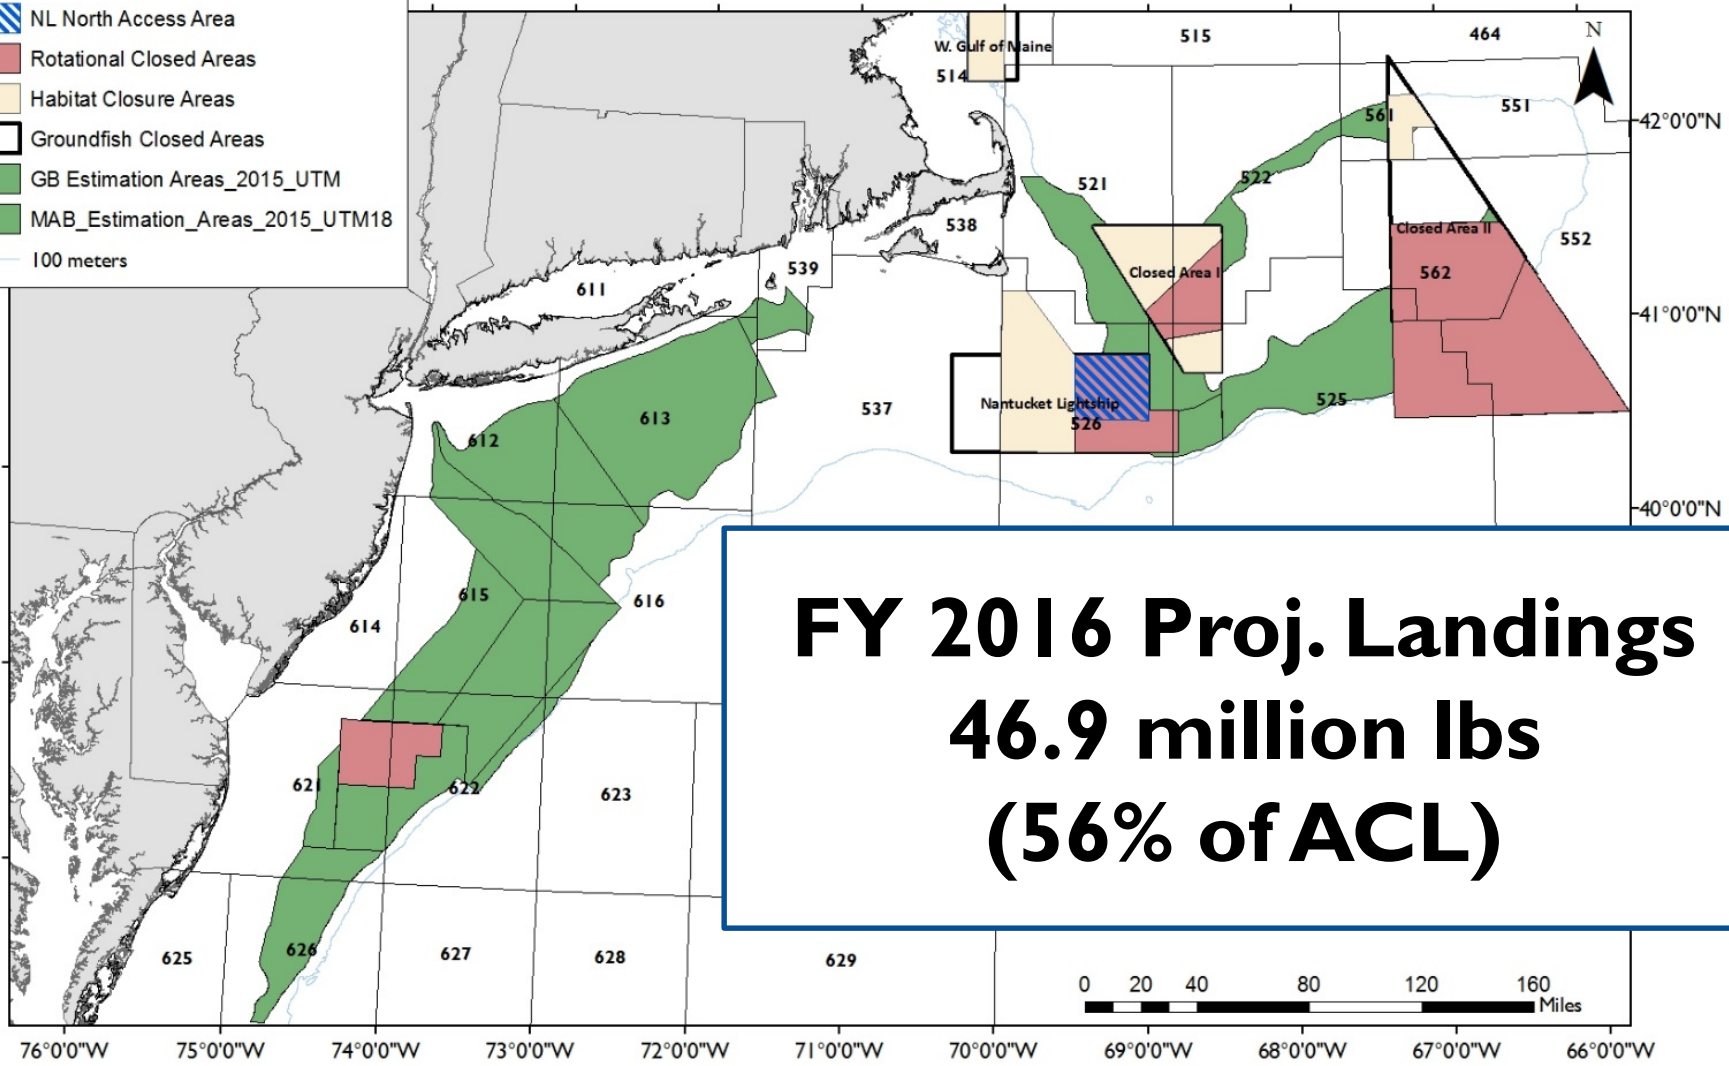 NL North Access Area
Rotational Closed Areas
Habitat Closure Areas
Groundfish Closed Areas
GB Estimation Areas_2015_UTM
MAB_Estimation_Areas_2015_UTM18
100 meters
W. Gulf of Maine
514
515
464
N
551
561
42°0'0"N
521
522
538
552
Closed Area II
539
Closed Area I
562
611
41°0'0"N
537
Nantucket Lightship
526
525
613
612
40°0'0"N
615
616
614
FY 2016 Proj. Landings
46.9 million lbs
(56% of ACL)
621
622
623
625
626
627
628
629
0 20 40 80 120 160
Miles
76°0'0"W 75°0'0"W 74°0'0"W 73°0'0"W 72°0'0"W 71°0'0"W 70°0'0"W 69°0'0"W 68°0'0"W 67°0'0"W 66°0'0"W